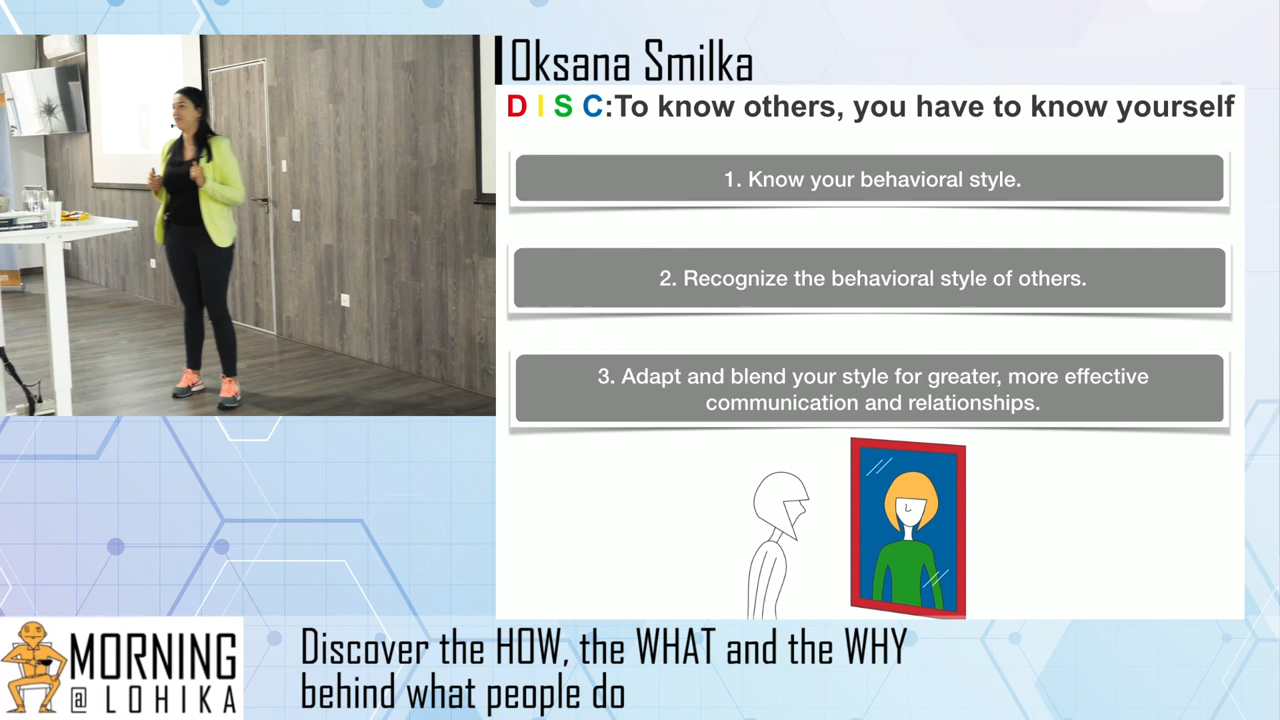 Oksana Smilka
DISC:To know others, you have to know yourself
1. Know your behavioral style.
2. Recognize the behavioral style of others.
3. Adapt and blend your style for greater, more effective
communication and relationships.
MORNING
@LOHIKA
Discover the HOW, the WHAT and the WHY
behind what people do